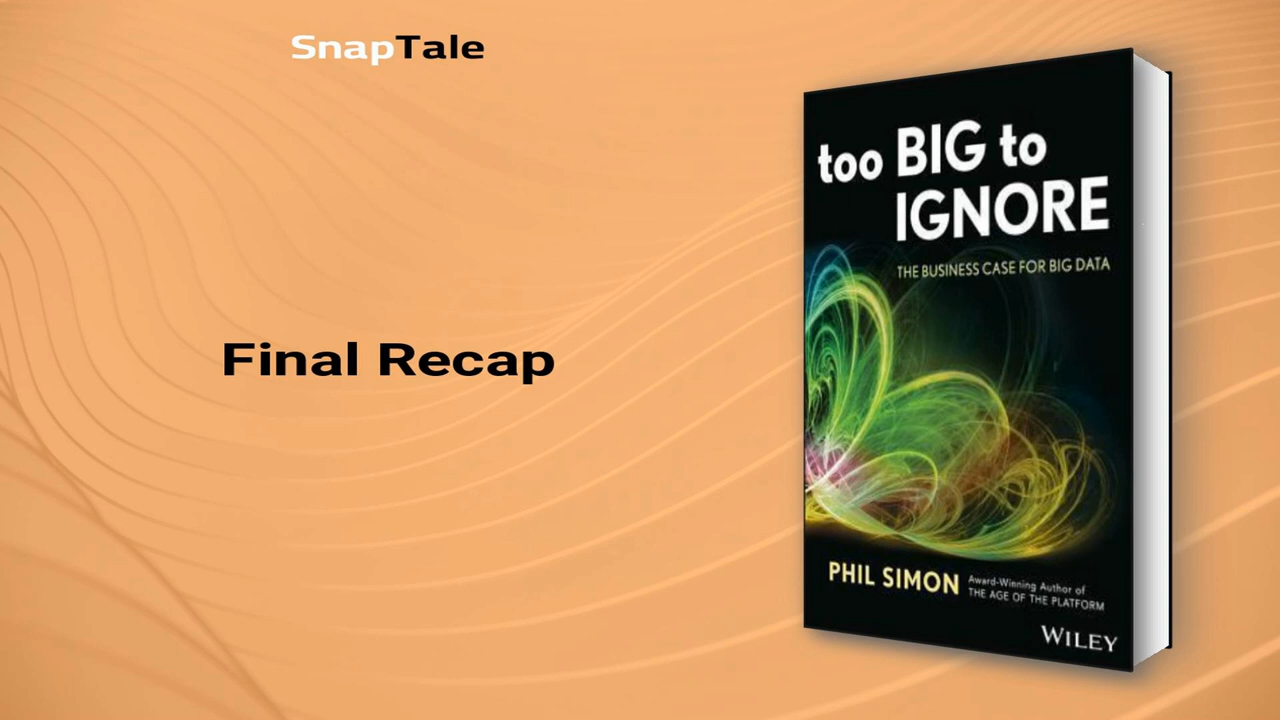 SnapTale
Final Recap
too BIG to
IGNORE
THE BUSINESS CASE FOR BIG DATA
PHIL SIMON
Award-Winning Author of
THE AGE OF THE PLATFORM
WILEY